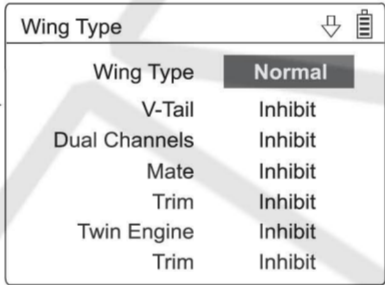 Wing Type
Wing Type Normal
V-Tail Inhibit
Dual Channels Inhibit
Mate Inhibit
Trim Inhibit
Twin Engine Inhibit
Trim Inhibit